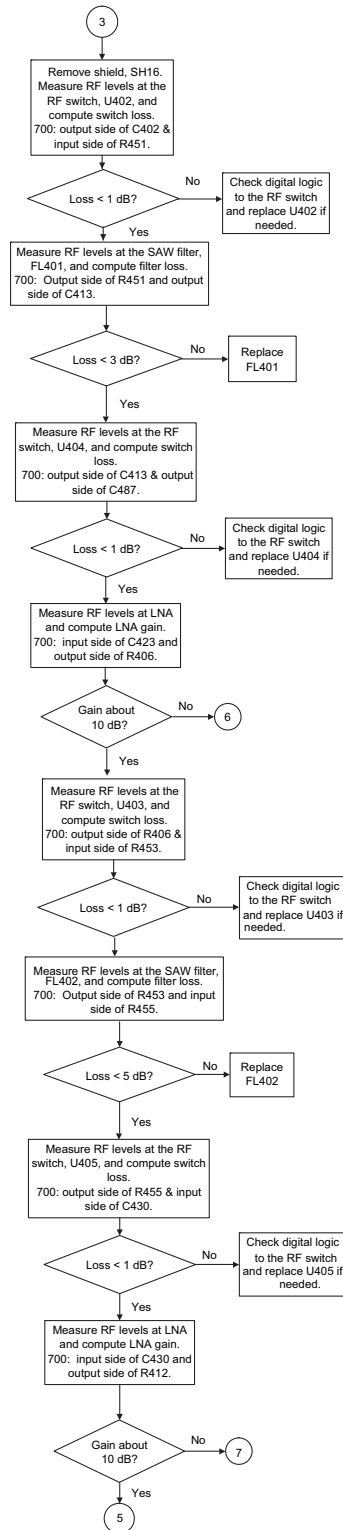 3
Remove shield, SH16.
Measure RF levels at the
RF switch, U402, and
compute switch loss.
700: output side of C402 &
input side of R451.
Loss < 1 dB?
No
Check digital logic
to the RF switch
and replace U402 if
needed.
Yes
Measure RF levels at the SAW filter,
FL401, and compute filter loss.
700:  Output side of R451 and output
side of C413.
Loss < 3 dB?
No
Replace
FL401
Yes
Measure RF levels at the RF
switch, U404, and compute switch
loss.
700: output side of C413 & output
side of C487.
Loss < 1 dB?
No
Check digital logic
to the RF switch
and replace U404 if
needed.
Yes
Measure RF levels at LNA
and compute LNA gain.
700:  input side of C423 and
output side of R406.
Gain about
10 dB?
No
6
Yes
Measure RF levels at the
RF switch, U403, and
compute switch loss.
700: output side of R406 &
input side of R453.
Loss < 1 dB?
No
Check digital logic
to the RF switch
and replace U403 if
needed.
Yes
Measure RF levels at the SAW filter,
FL402, and compute filter loss.
700:  Output side of R453 and input
side of R455.
Loss < 5 dB?
No
Replace
FL402
Yes
Measure RF levels at the RF
switch, U405, and compute switch
loss.
700: output side of R455 & input
side of C430.
Loss < 1 dB?
No
Check digital logic
to the RF switch
and replace U405 if
needed.
Yes
Measure RF levels at LNA
and compute LNA gain.
700:  input side of C430 and
output side of R412.
Gain about
10 dB?
No
7
Yes
5